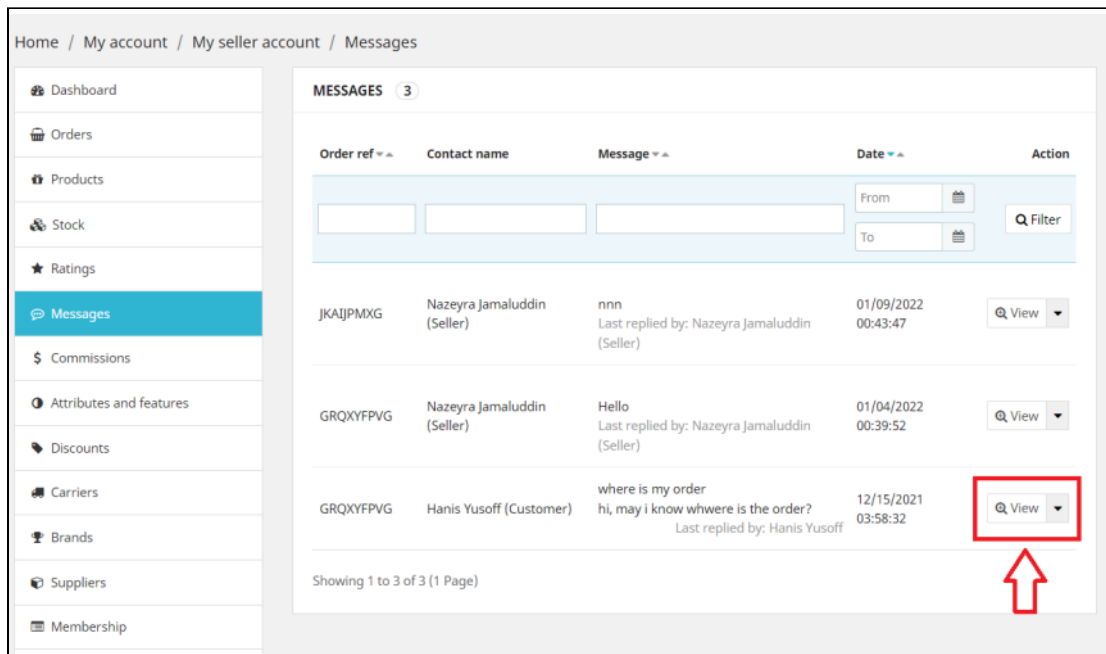 Home / My account / My seller account / Messages
Dashboard
Orders
Products
Stock
Ratings
Messages
Commissions
Attributes and features
Discounts
Carriers
Brands
Suppliers
Membership
MESSAGES 3
Order ref Contact name Message Date Action
From
To
Filter
JKAIJPMXG
Nazeyra Jamaluddin
(Seller)
nnn
Last replied by: Nazeyra Jamaluddin
(Seller)
01/09/2022
00:43:47
View
GRQXYFPVG
Nazeyra Jamaluddin
(Seller)
Hello
Last replied by: Nazeyra Jamaluddin
(Seller)
01/04/2022
00:39:52
View
GRQXYFPVG
Hanis Yusoff (Customer)
where is my order
hi, may i know whwere is the order?
Last replied by: Hanis Yusoff
12/15/2021
03:58:32
View
Showing 1 to 3 of 3 (1 Page)